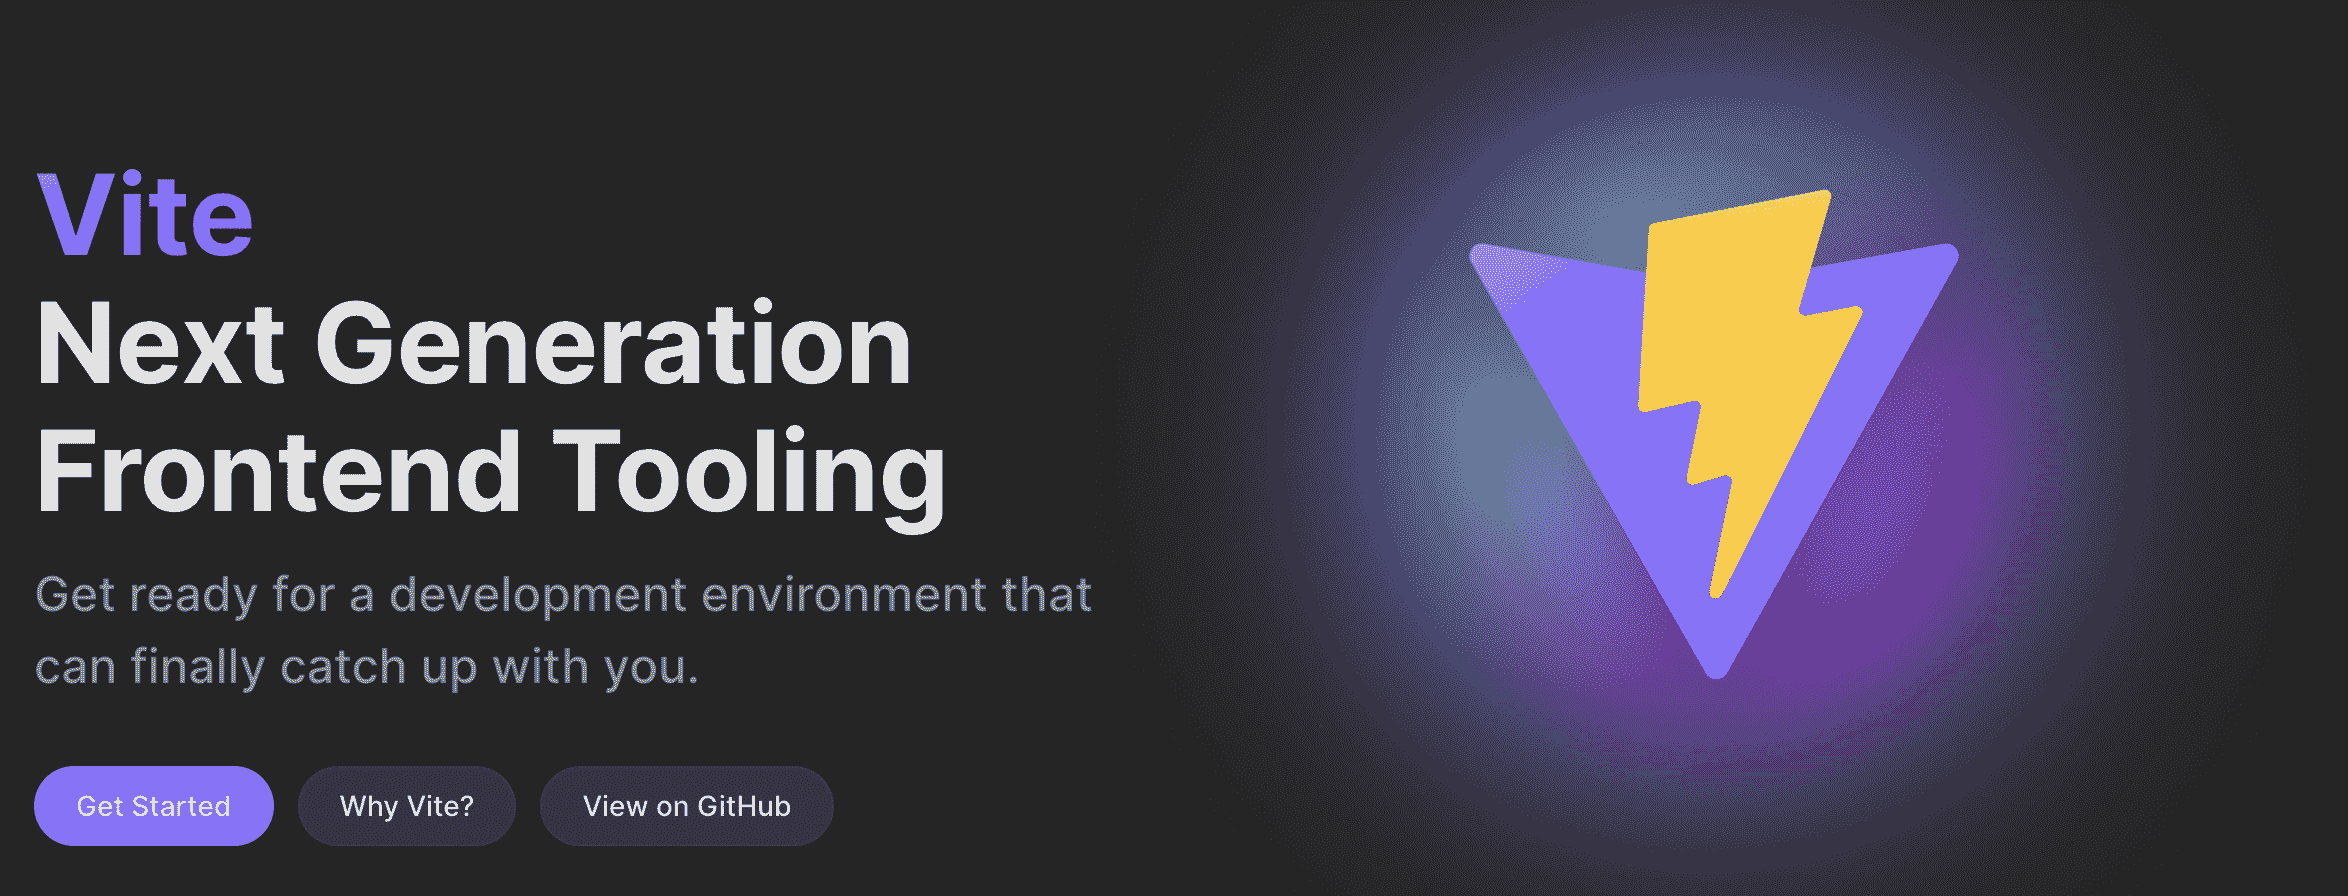 Vite
Next Generation
Frontend Tooling
Get ready for a development environment that
can finally catch up with you.
Get Started
Why Vite?
View on GitHub